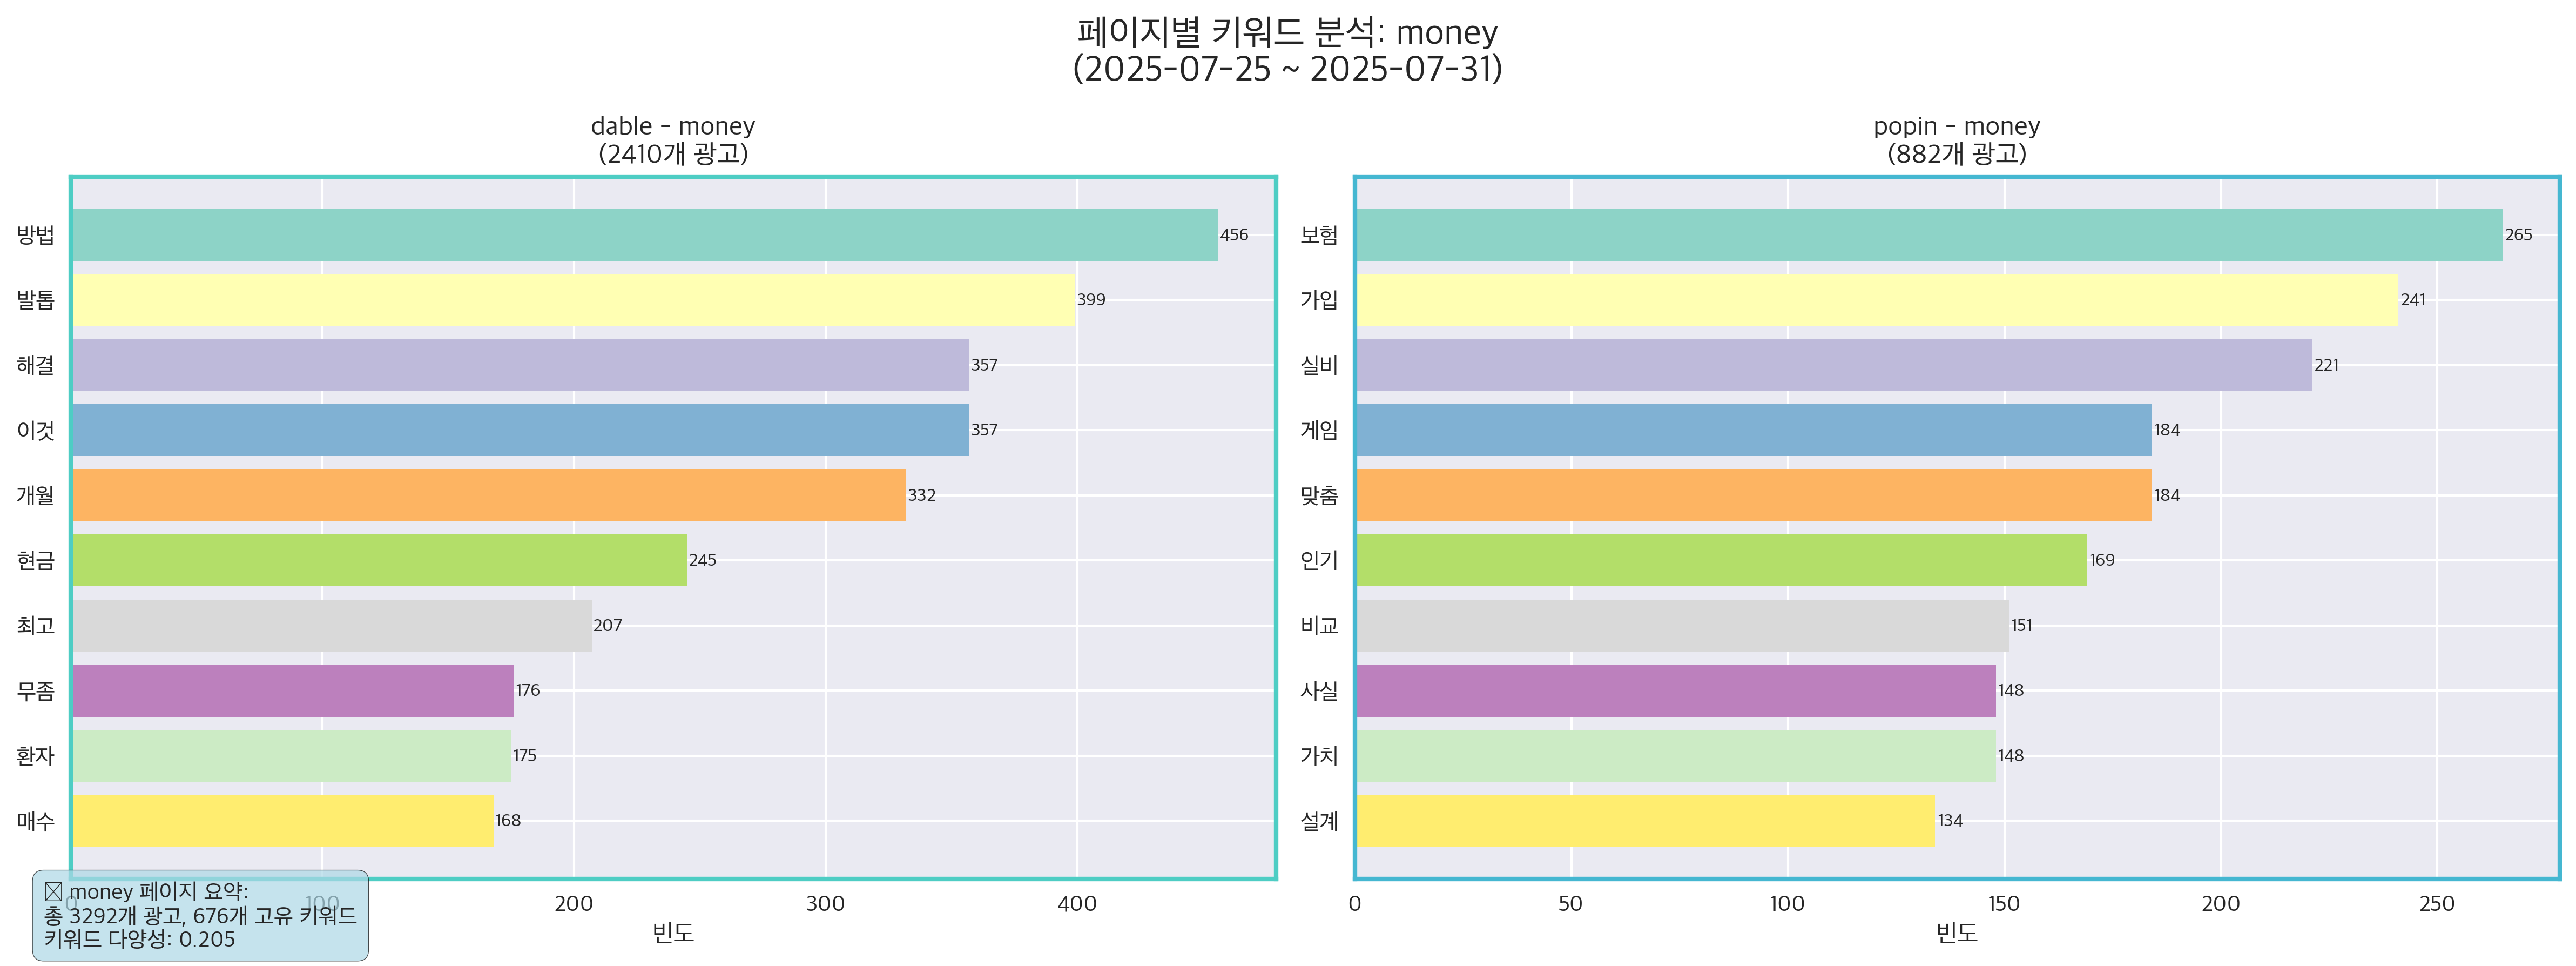 페이지별 키워드 분석: money
(2025-07-25 ~ 2025-07-31)
dable - money
(2410개 광고)
방법 456
발톱 399
해결 357
이것 357
개월 332
현금 245
최고 207
무좀 176
환자 175
매수 168
0 100 200 300 400
빈도
popin - money
(882개 광고)
보험 265
가입 241
실비 221
게임 184
맞춤 184
인기 169
비교 151
사실 148
가치 148
설계 134
0 50 100 150 200 250
빈도
money 페이지 요약:
총 3292개 광고, 676개 고유 키워드
키워드 다양성: 0.205